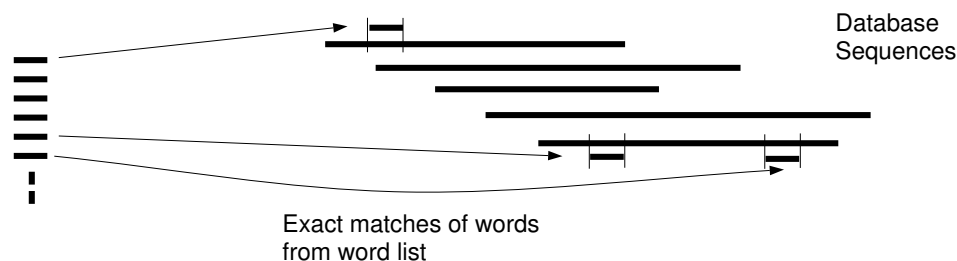 Database
Sequences
Exact matches of words
from word list